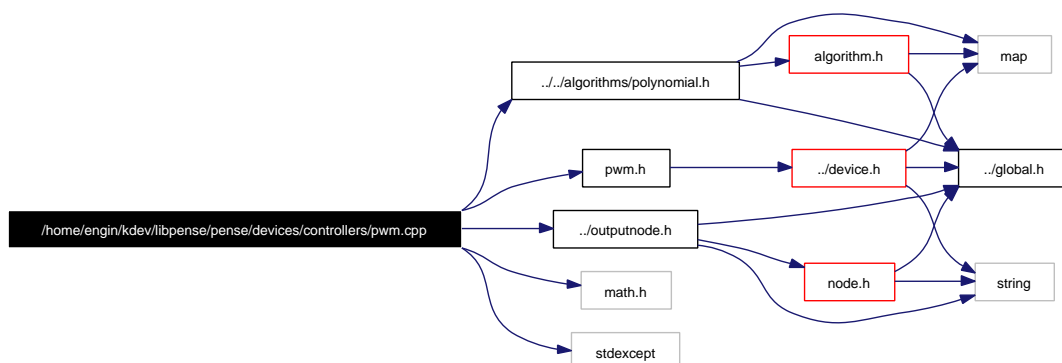 /home/engin/kdev/libpense/pense/devices/controllers/pwm.cpp
../../algorithms/polynomial.h
pwm.h
../outputnode.h
math.h
stdexcept
algorithm.h
../device.h
node.h
map
../global.h
string